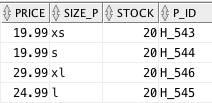 PRICE SIZE_P STOCK P_ID
19.99 xs 20 H_543
19.99 s 20 H_544
29.99 xl 20 H_546
24.99 l 20 H_545